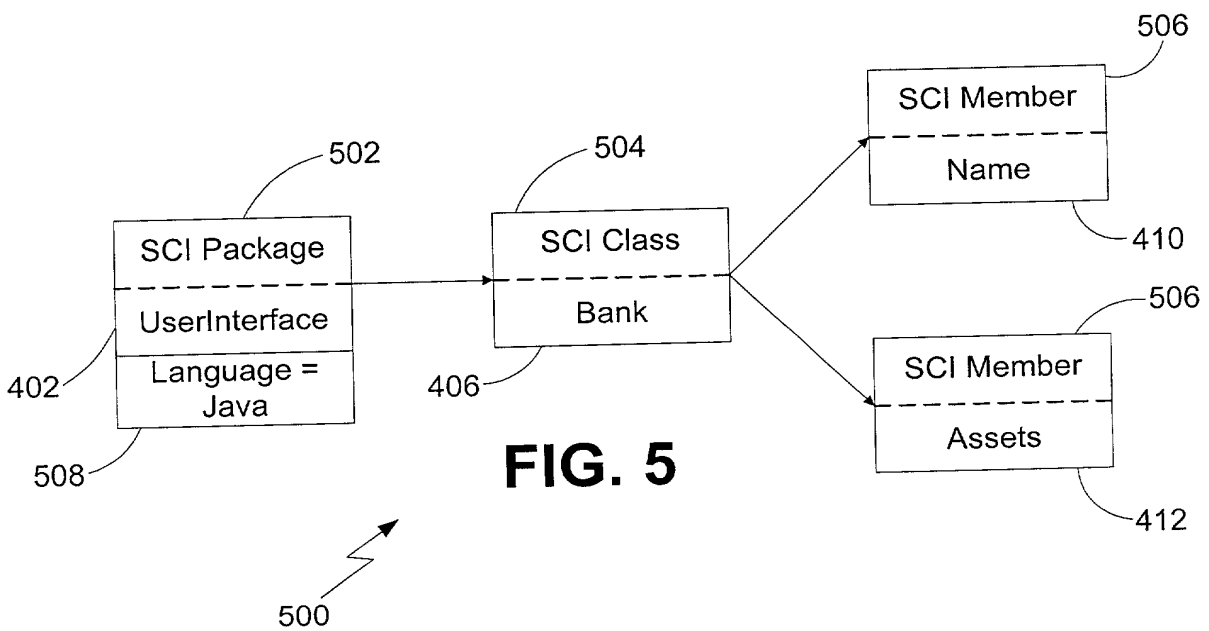 506
SCI Member
Name
410
502
SCI Package
UserInterface
Language =
Java
402
508
504
SCI Class
Bank
406
506
SCI Member
Assets
412
FIG. 5
500